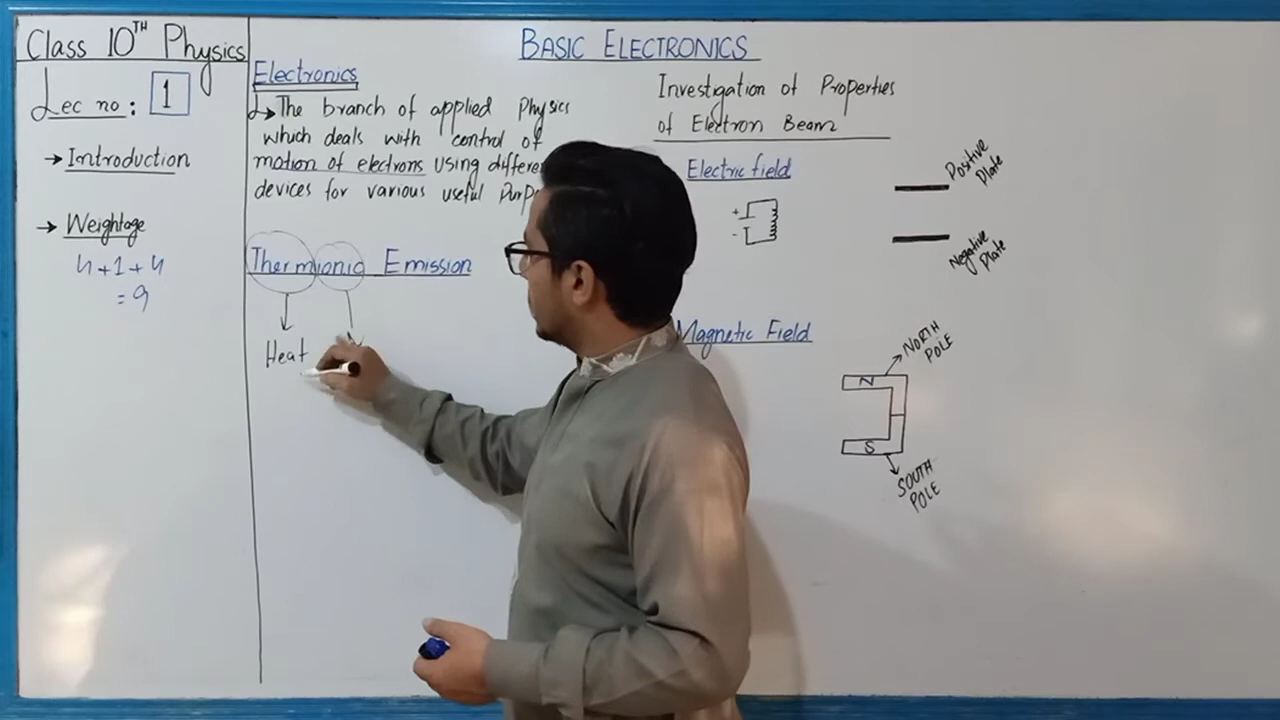 Class 10TH Physics
Lec no: 1
→ Introduction
→ Weightage
4+1+4
= 9
BASIC ELECTRONICS
Electronics
↳ The branch of applied Physics
which deals with control of
motion of electrons using
devices for various useful
Thermionic Emission
Heat
Investigation of Properties
of Electron Beam
Electric field
+
-
Positive
Plate
Negative
Plate
Magnetic Field
N
NORTH
POLE
S
SOUTH
POLE